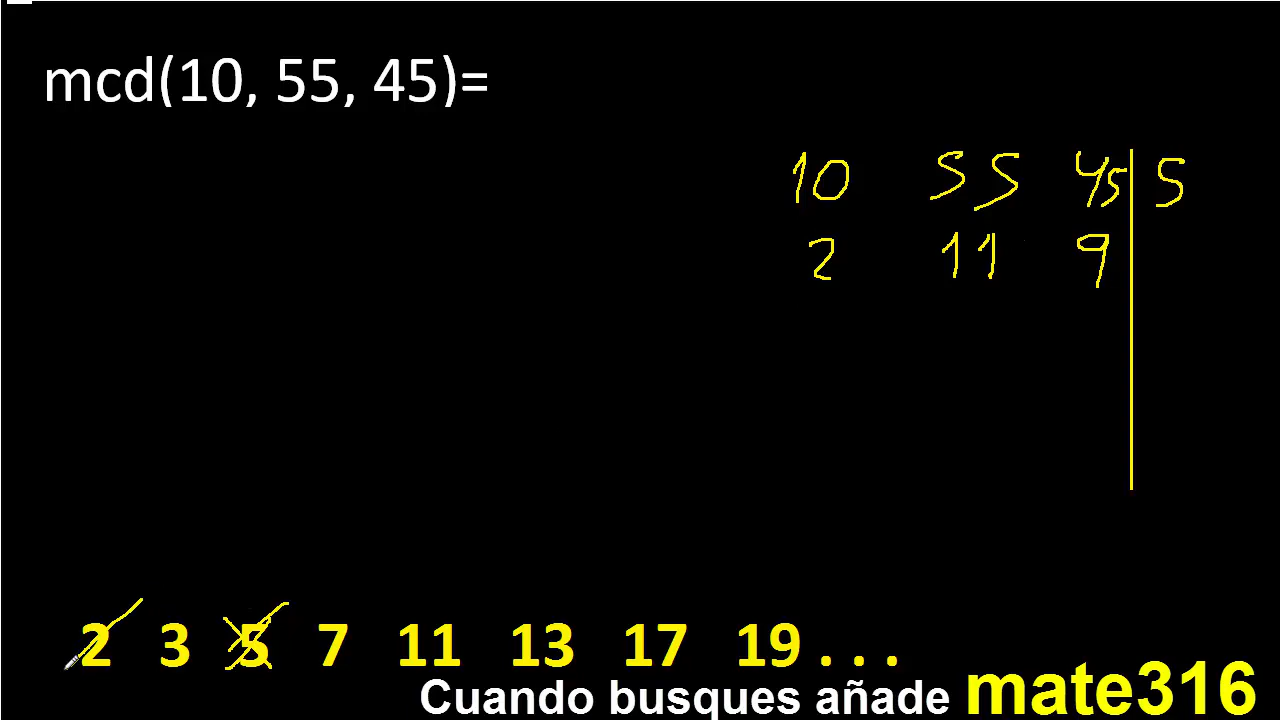 mcd(10, 55, 45)=
10 55 45 5
2 11 9
2 3 5 7 11 13 17 19 . . .
Cuando busques añade mate316